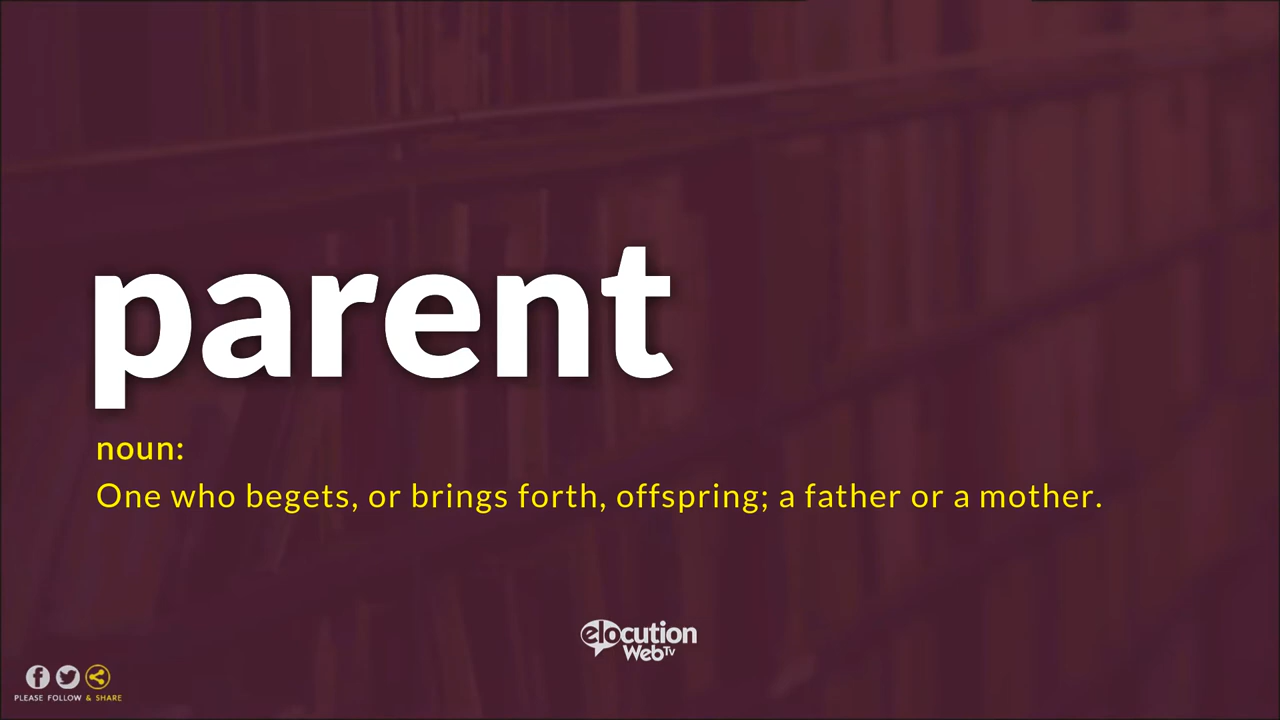 parent
noun:
One who begets, or brings forth, offspring; a father or a mother.
elocution
WebTv
PLEASE FOLLOW & SHARE